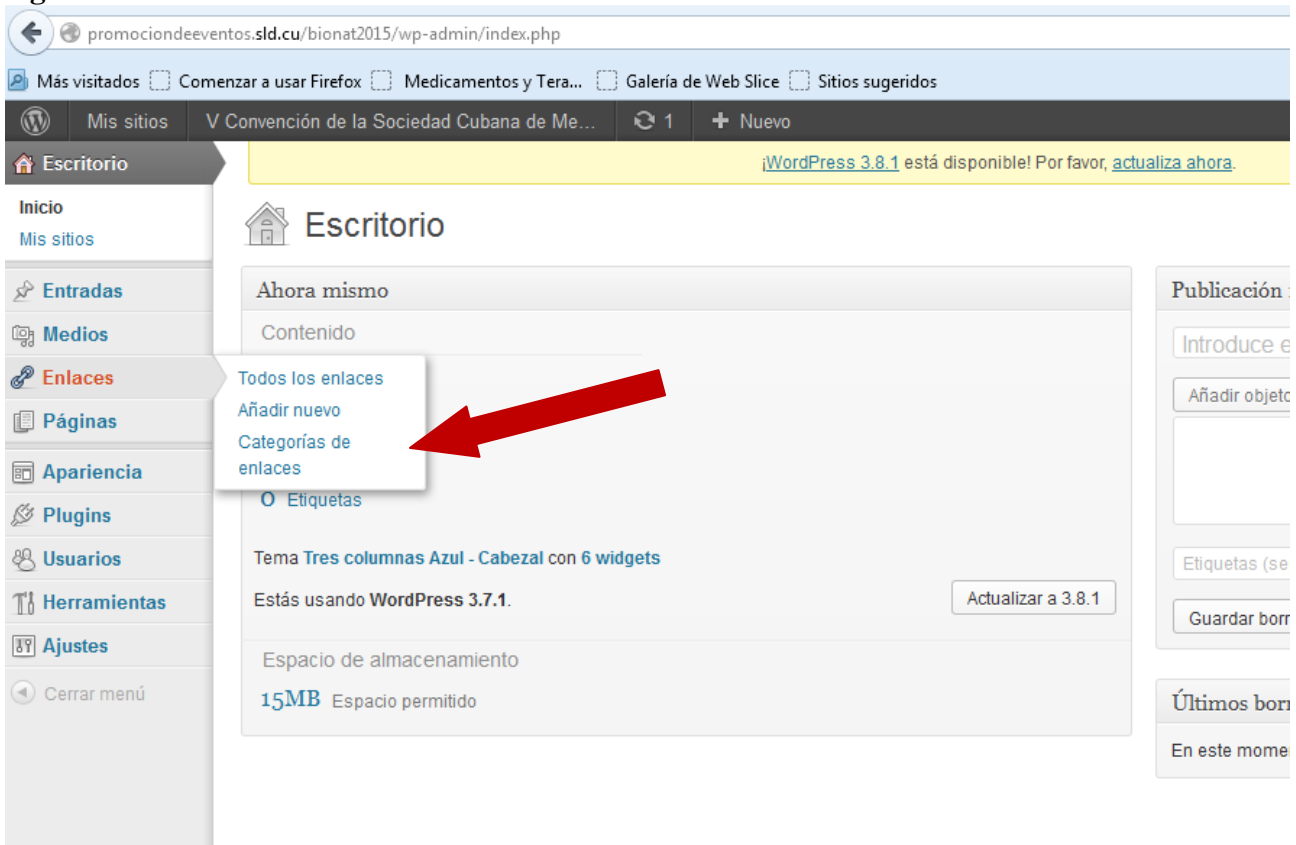 promociondeeventos.sld.cu/bionat2015/wp-admin/index.php
Más visitados Comenzar a usar Firefox Medicamentos y Tera... Galería de Web Slice Sitios sugeridos
Mis sitios V Convención de la Sociedad Cubana de Me... 1 + Nuevo
Escritorio
¡WordPress 3.8.1 está disponible! Por favor, actualiza ahora.
Inicio
Mis sitios
Escritorio
Entradas
Medios
Enlaces
Páginas
Apariencia
Plugins
Usuarios
Herramientas
Ajustes
Cerrar menú
Todos los enlaces
Añadir nuevo
Categorías de
enlaces
Ahora mismo
Contenido
0 Etiquetas
Tema Tres columnas Azul - Cabezal con 6 widgets
Estás usando WordPress 3.7.1.
Actualizar a 3.8.1
Espacio de almacenamiento
15MB Espacio permitido
Publicación
Introduce
Añadir objeto
Etiquetas (se
Guardar borr
Últimos borr
En este mome